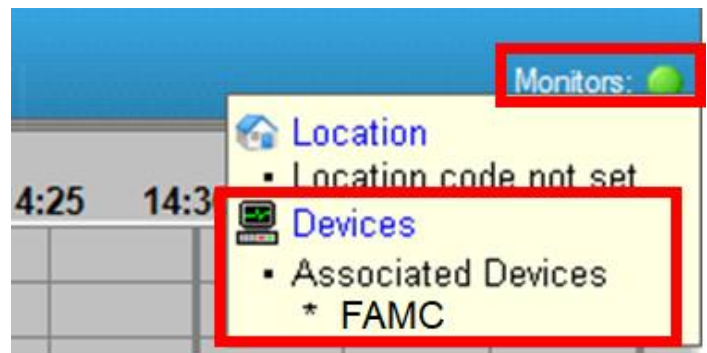 Monitors:
Location
▪ Location code not set
4:25 14:3
Devices
▪ Associated Devices
* FAMC